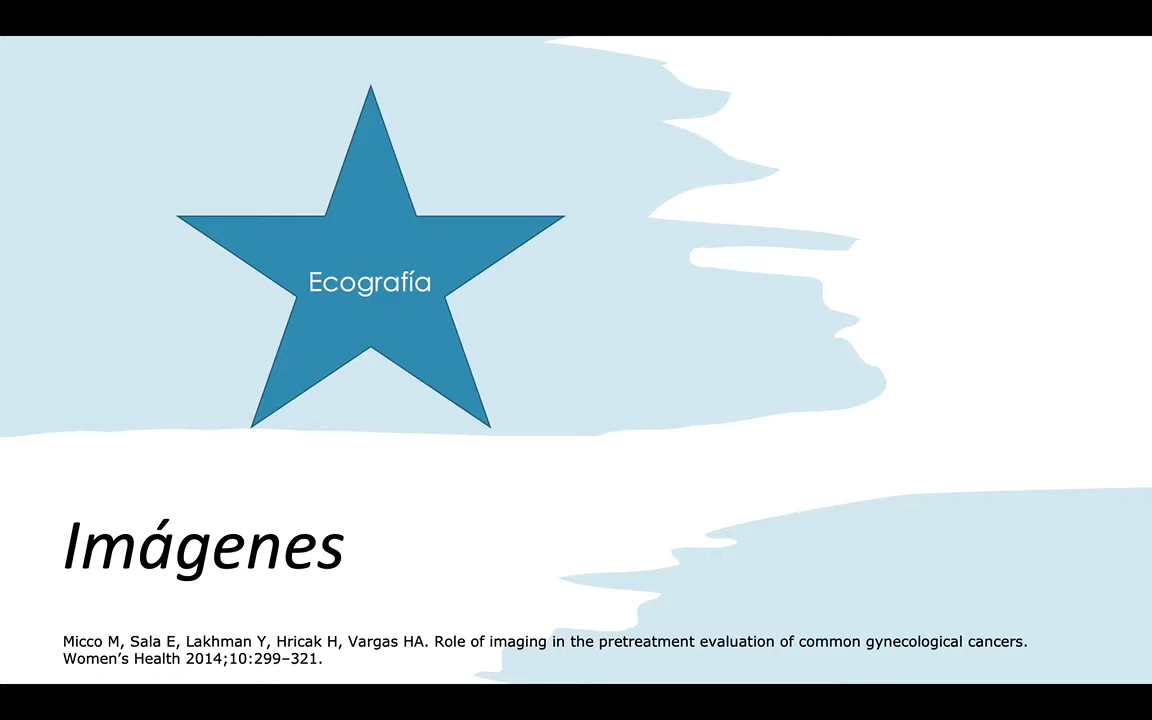 Ecografía
Imágenes
Micco M, Sala E, Lakhman Y, Hricak H, Vargas HA. Role of imaging in the pretreatment evaluation of common gynecological cancers.
Women’s Health 2014;10:299–321.